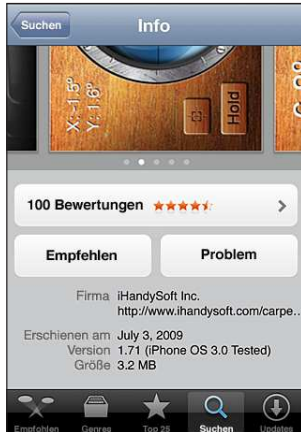 Suchen
Info
X:-1.5°
Y: 1.6°
Hold
100 Bewertungen
Empfehlen
Problem
Firma iHandySoft Inc.
http://www.ihandysoft.com/carpe...
Erschienen am July 3, 2009
Version 1.71 (iPhone OS 3.0 Tested)
Größe 3.2 MB
Empfohlen
Genres
Top 25
Suchen
Updates